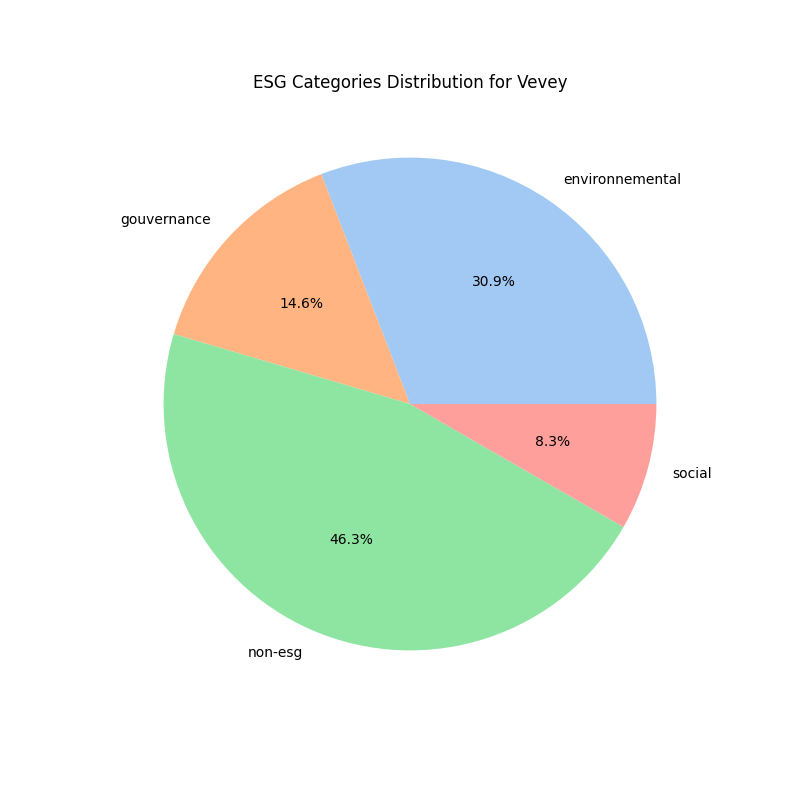 ESG Categories Distribution for Vevey
environnemental
30.9%
gouvernance
14.6%
non-esg
46.3%
social
8.3%